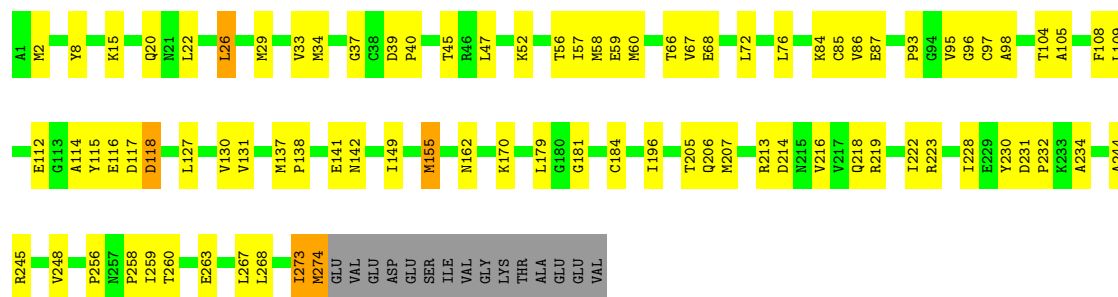 A1 M2 Y8 K15 Q20 N21 L22 L26 M29 V33 M34 G37 C38 D39 P40 T45 R46 L47 K52 T56 I57 M58 E59 M60 T66 V67 E68 L72 L76 K84 C85 V86 E87 P93 G94 V95 G96 C97 A98 T104 A105 F108 L109
E112 G113 A114 Y115 E116 D117 D118 L127 V130 V131 M137 P138 E141 N142 I149 M155 N162 K170 L179 G180 G181 C184 I196 T205 Q206 M207 R213 D214 N215 V216 V217 Q218 R219 I222 R223 I228 E229 Y230 D231 P232 K233 A234 A244
R245 V248 P256 N257 P258 I259 T260 E263 L267 L268 I273 M274 GLU VAL GLU ASP GLU SER ILE VAL GLY LYS THR ALA GLU GLU VAL